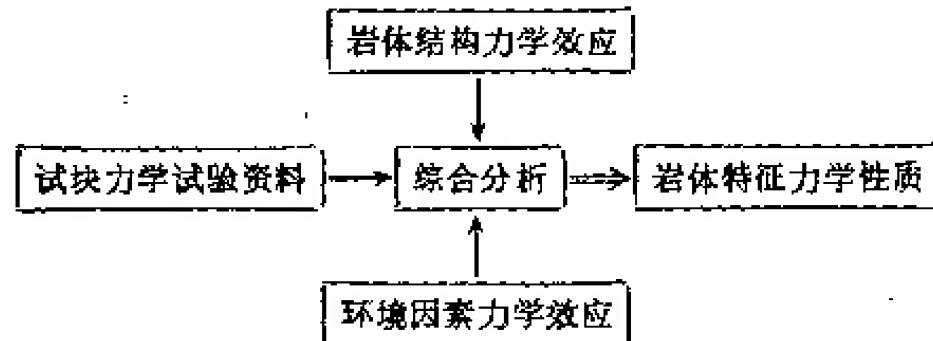 岩体结构力学效应
试块力学试验资料 综合分析 岩体特征力学性质
环境因素力学效应